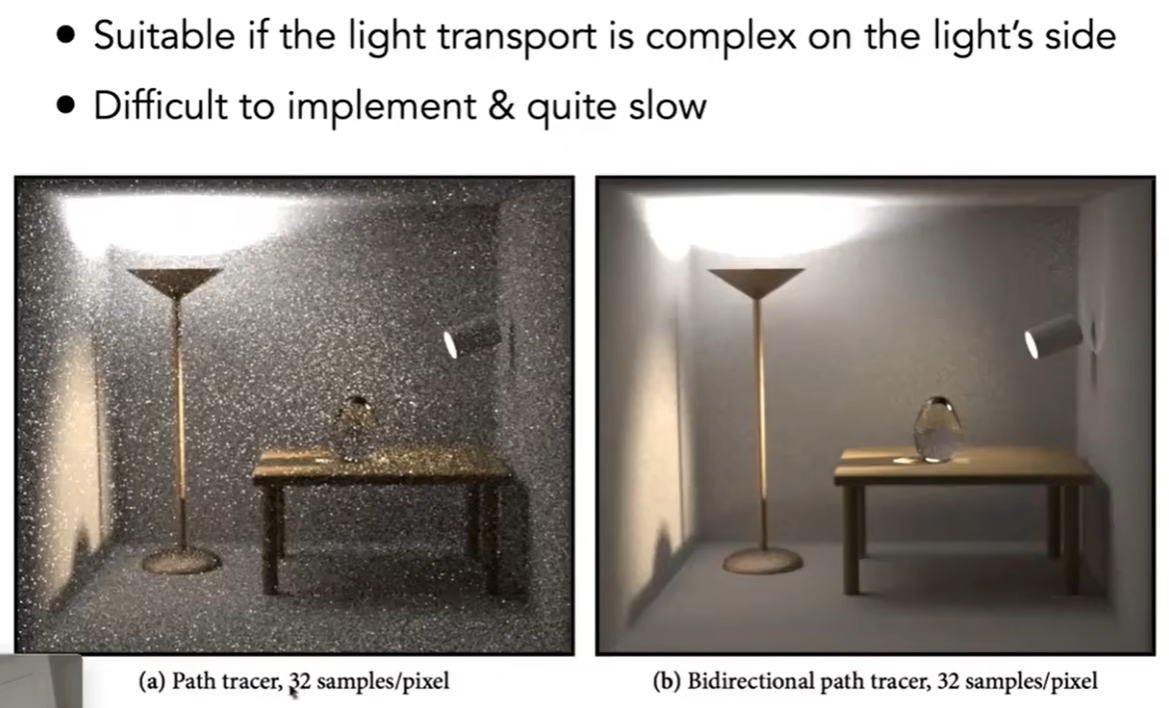 • Suitable if the light transport is complex on the light’s side
• Difficult to implement & quite slow
(a) Path tracer, 32 samples/pixel
(b) Bidirectional path tracer, 32 samples/pixel